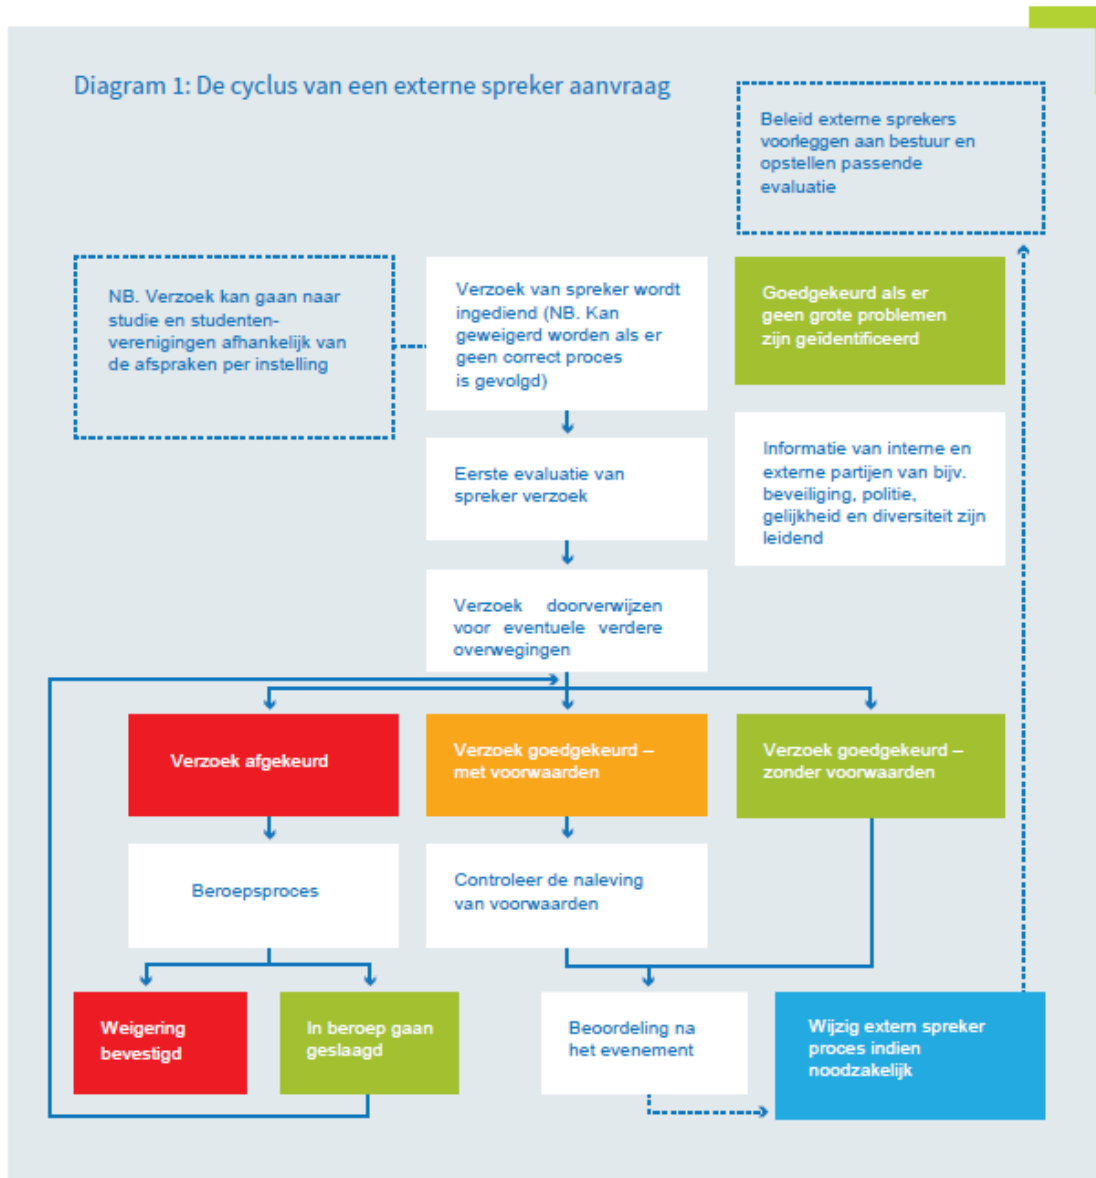 Diagram 1: De cyclus van een externe spreker aanvraag
Beleid externe sprekers
voorleggen aan bestuur en
opstellen passende
evaluatie
NB. Verzoek kan gaan naar
studie en studenten-
verenigingen afhankelijk van
de afspraken per instelling
Verzoek van spreker wordt
ingediend (NB. Kan
geweigerd worden als er
geen correct proces
is gevolgd)
Goedgekeurd als er
geen grote problemen
zijn geïdentificeerd
Eerste evaluatie van
spreker verzoek
Informatie van interne en
externe partijen van bijv.
beveiliging, politie,
gelijkheid en diversiteit zijn
leidend
Verzoek doorverwijzen
voor eventuele verdere
overwegingen
Verzoek afgekeurd
Verzoek goedgekeurd –
met voorwaarden
Verzoek goedgekeurd –
zonder voorwaarden
Beroepsproces
Controleer de naleving
van voorwaarden
Weigering
bevestigd
In beroep gaan
geslaagd
Beoordeling na
het evenement
Wijzig extern spreker
proces indien
noodzakelijk